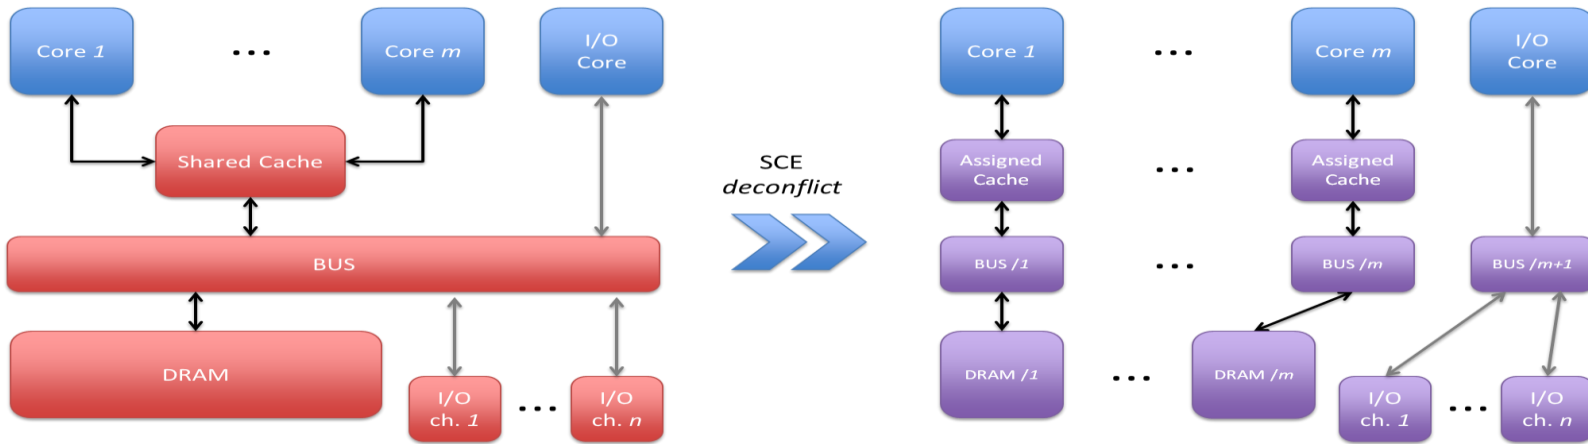 Core 1
...
Core m
I/O
Core
Shared Cache
BUS
DRAM
I/O
ch. 1
...
I/O
ch. n
SCE
deconflict
Core 1
...
Core m
I/O
Core
Assigned
Cache
...
Assigned
Cache
BUS /1
...
BUS /m
BUS /m+1
DRAM /1
...
DRAM /m
I/O
ch. 1
...
I/O
ch. n